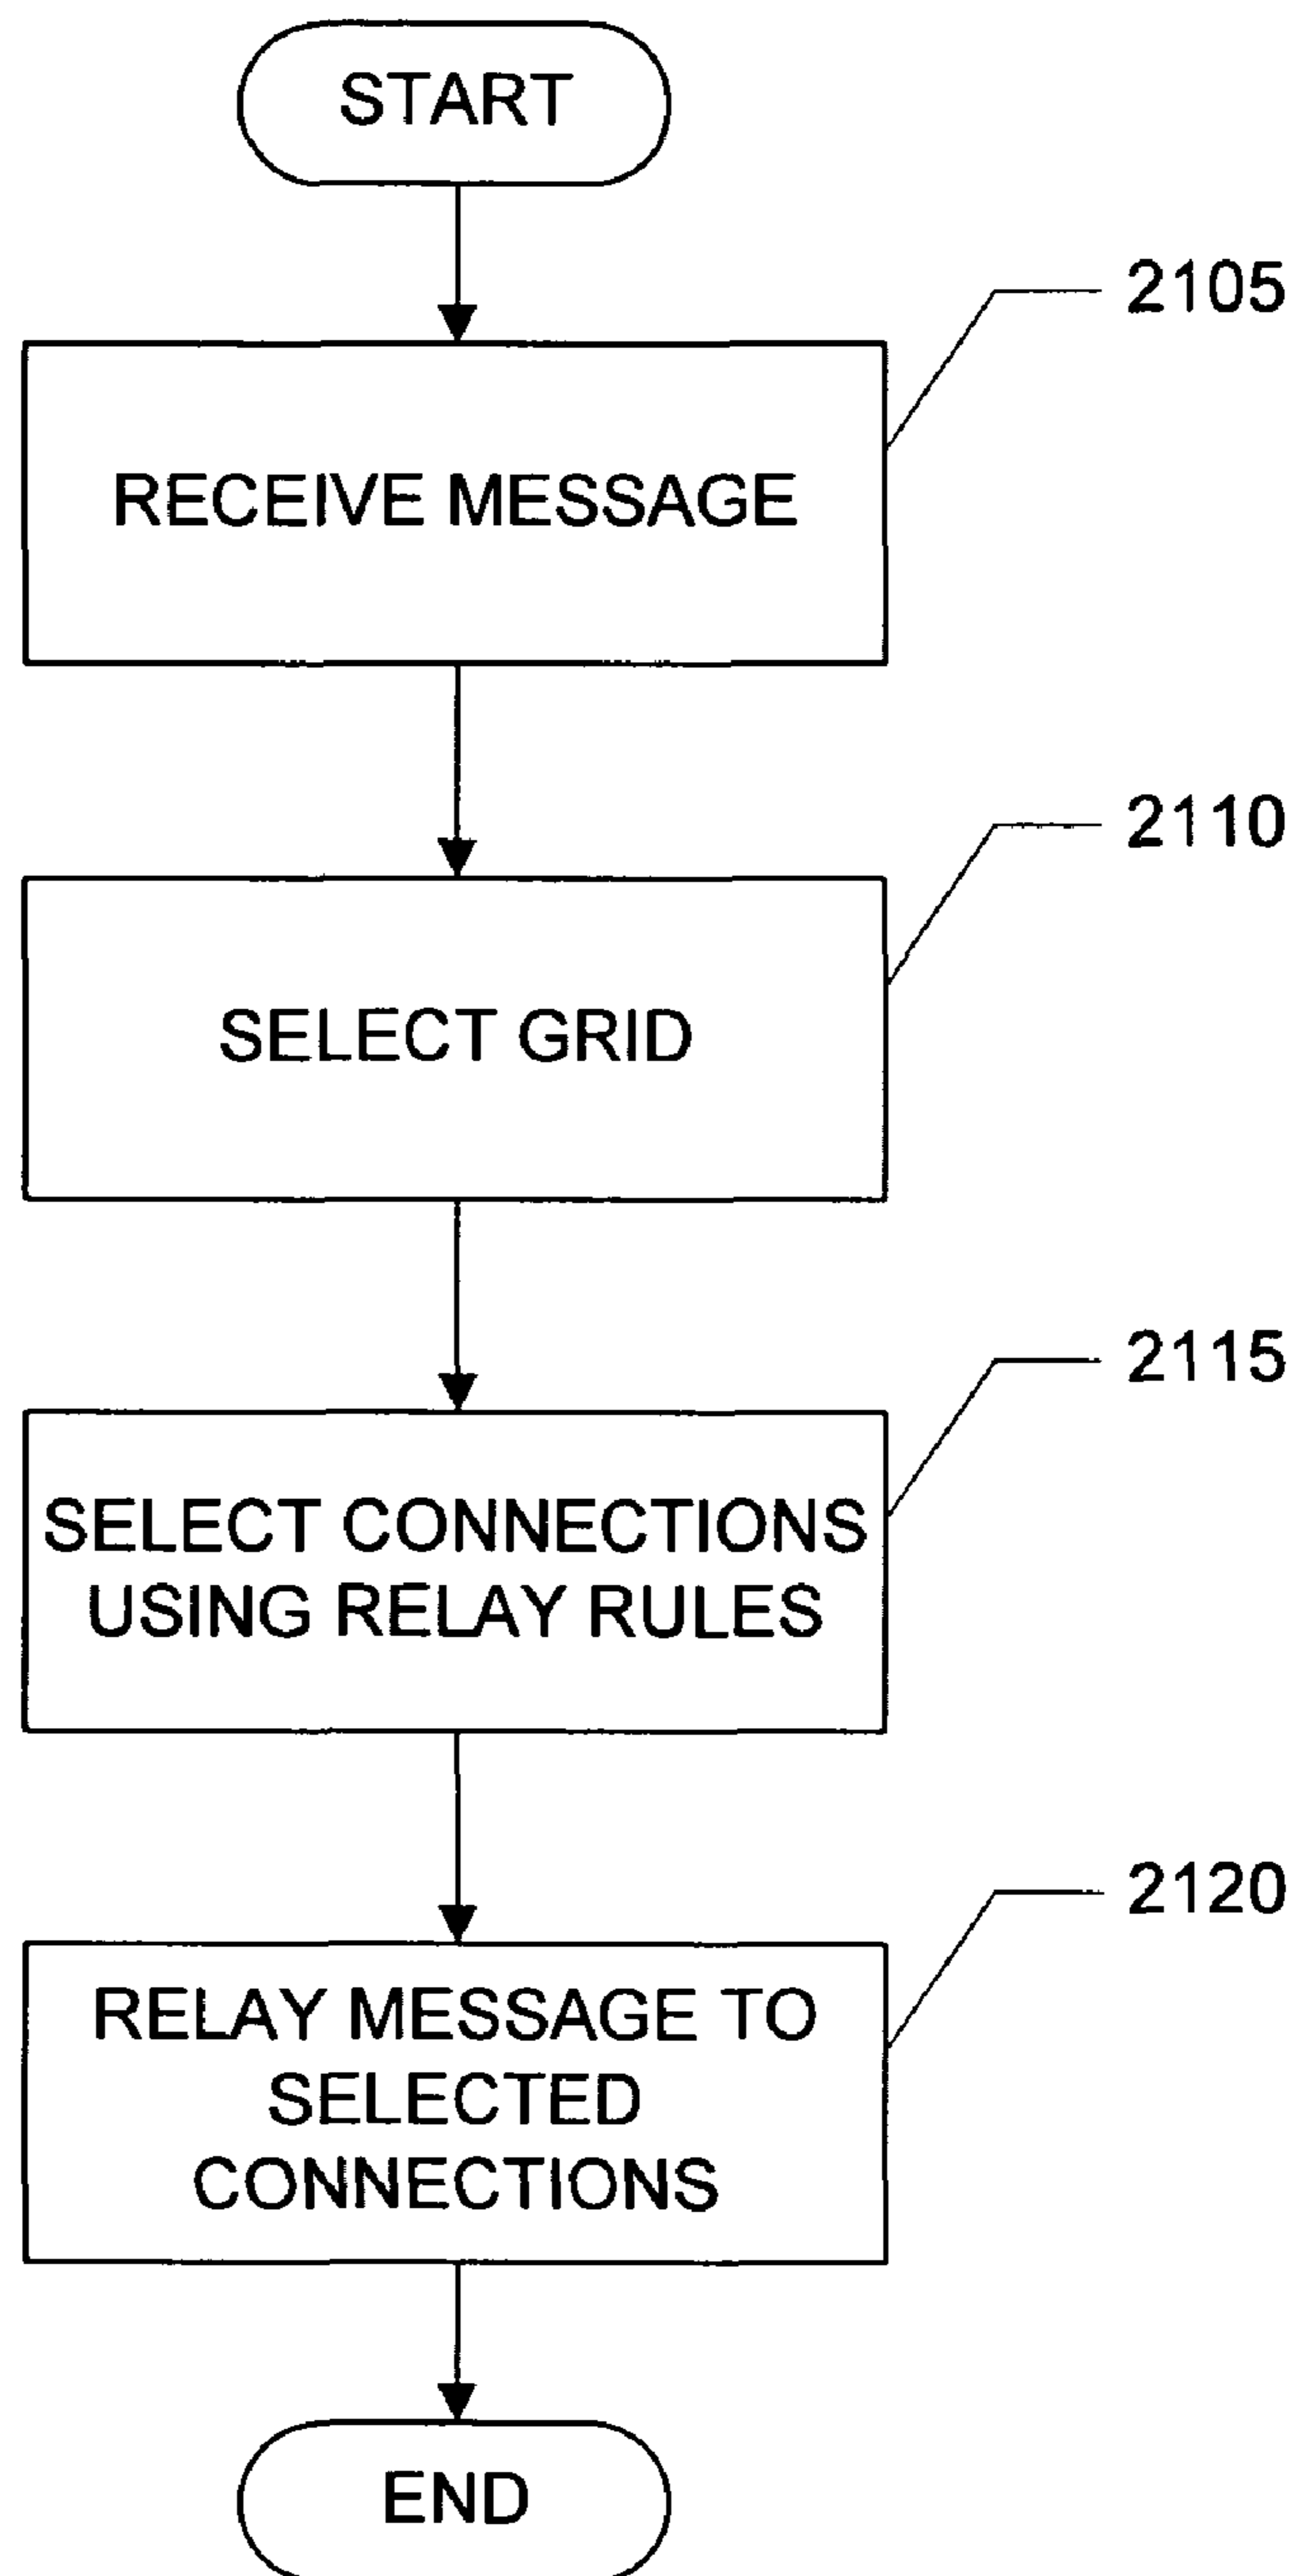 START
2105
RECEIVE MESSAGE
2110
SELECT GRID
2115
SELECT CONNECTIONS
USING RELAY RULES
2120
RELAY MESSAGE TO
SELECTED
CONNECTIONS
END